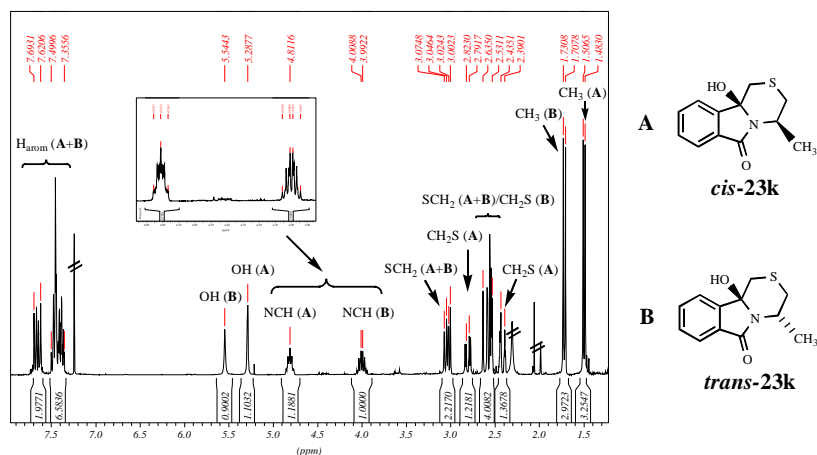 7.6931
7.6206
7.4996
7.3556
5.5443
5.2877
4.8116
4.0088
3.9922
3.0748
3.0464
3.0243
3.0023
2.8230
2.7917
2.6350
2.5311
2.4351
2.3901
1.7308
1.7078
1.5065
1.4830
H arom (A+B)
CH3 (A)
CH3 (B)
SCH2 (A+B)/CH2S (B)
CH2S (A)
SCH2 (A+B)
CH2S (A)
OH (A)
OH (B)
NCH (A)
NCH (B)
1.9771
6.5836
0.9002
1.1032
1.1881
1.0000
2.2170
1.2181
4.0082
1.3678
2.9723
3.2547
7.0
6.5
6.0
5.5
5.0
4.5
4.0
3.5
3.0
2.5
2.0
1.5
(ppm)
A
HO
S
N
O
CH3
cis-23k
B
HO
S
N
O
CH3
trans-23k